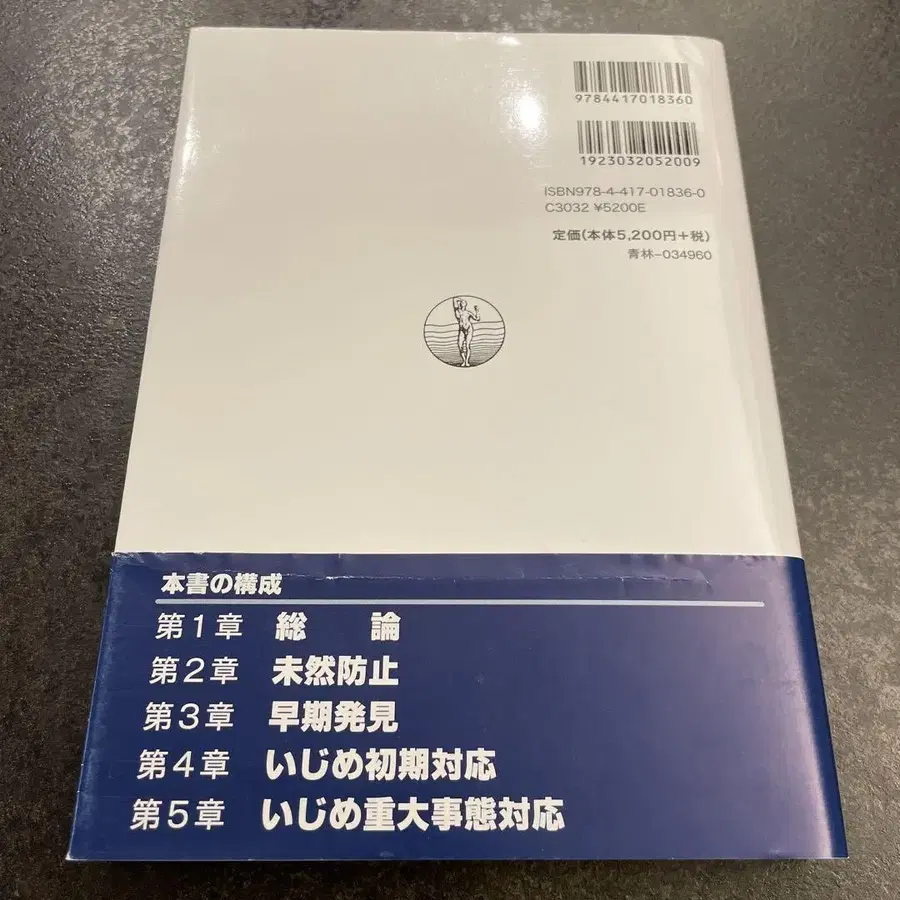 9784417018360
1923032052009
ISBN978-4-417-01836-0
C3032 ¥5200E
定価(本体5,200円+税)
青林-034960
本書の構成
第1章 総 論
第2章 未然防止
第3章 早期発見
第4章 いじめ初期対応
第5章 いじめ重大事態対応